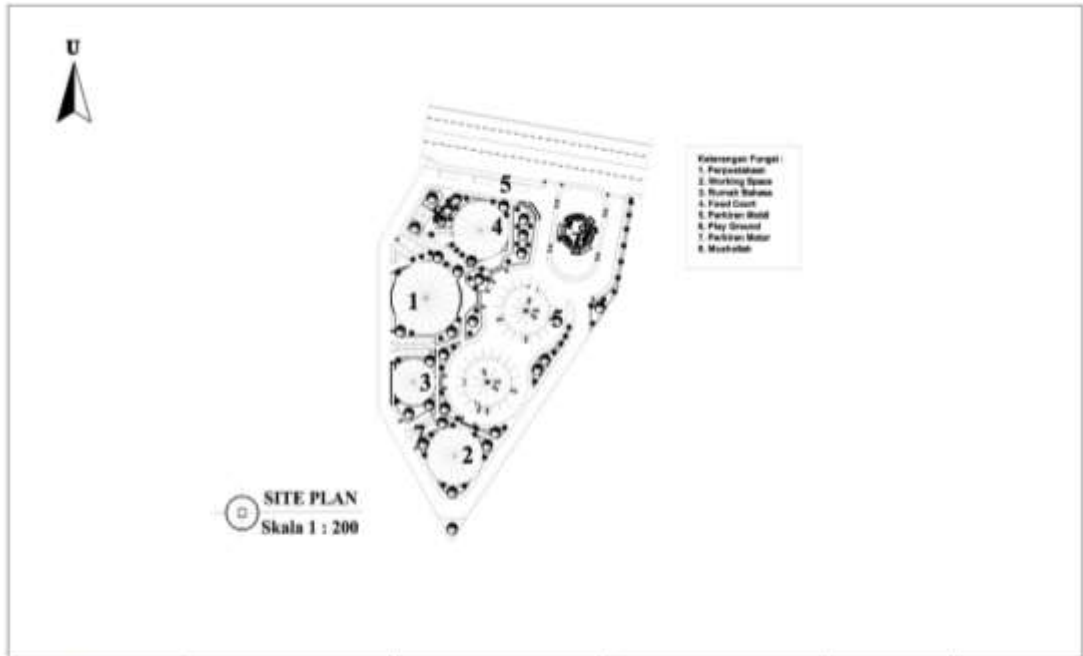 U
Keterangan Fungsi :
1. Perpustakaan
2. Working Space
3. Rumah Bahasa
4. Food Court
5. Parkiran Mobil
6. Play Ground
7. Parkiran Motor
8. Mushollah
5
4
1
5
3
7
2
SITE PLAN
Skala 1 : 200